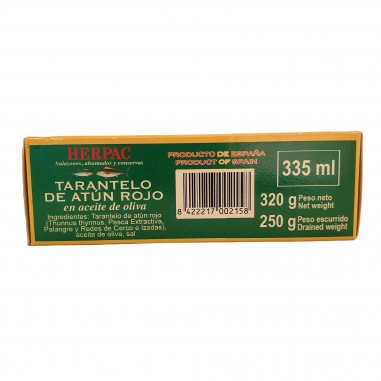 HERPAC
Salazones, ahumados y conservas
TARANTELO
DE ATÚN ROJO
en aceite de oliva
Ingredientes: Tarantelo de atún rojo
(Thunnus thynnus, Pesca Extractiva,
Palangre y Redes de Cerco e Izadas),
aceite de oliva, sal
PRODUCTO DE ESPAÑA
PRODUCT OF SPAIN
8 422217 002158
335 ml
320 g Peso neto
Net weight
250 g Peso escurrido
Drained weight